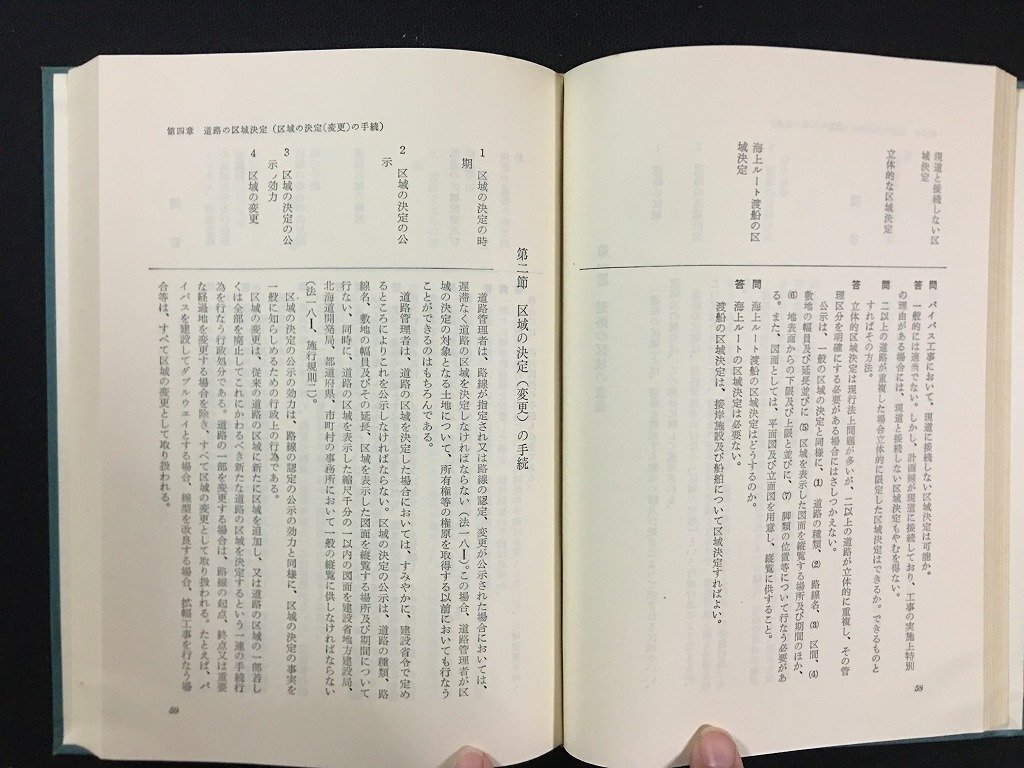 現道と接続しない区
域決定
立体的な区域決定
海上ルート渡船の区
域決定
問 バイパス工事において、現道に接続しない区域決定は可能か。
答 一般的には適当でない。しかし、計画線が現道に接続しており、工事の実施上特別
の理由がある場合には、現道と接続しない区域決定もやむを得ない。
問 二以上の道路が重複した場合立体的に限定した区域決定はできるか。できるものと
すればその方法。
答 立体的区域決定は現行法上問題が多いが、二以上の道路が立体的に重複し、その管
理区分を明確にする必要がある場合にはさしつかえない。
公示は、一般の区域の決定と同様に、(1) 道路の種類、(2) 路線名、(3) 区間、(4)
敷地の幅員及び延長並びに (5) 区域を表示した図面を縦覧する場所及び期間のほか、
(6) 地表面からの下限及び上限と並びに、(7) 脚類の位置等について行なう必要があ
る。また、図面としては、平面図及び立面図を用意し、縦覧に供すること。
問 海上ルート渡船の区域決定はどうするのか。
答 海上ルートの区域決定は必要ない。
渡船の区域決定は、接岸施設及び船舶について区域決定すればよい。
58
第四章 道路の区域決定(区域の決定(変更)の手続)
第二節 区域の決定(変更)の手続
1 区域の決定の時
期
2 区域の決定の公
示
3 区域の決定の公
示ノ効力
4 区域の変更
道路管理者は、路線が指定され又は路線の認定、変更が公示された場合においては、
遅滞なく道路の区域を決定しなければならない(法一八Ⅰ)。この場合、道路管理者が区
域の決定の対象となる土地について、所有権等の権原を取得する以前においても行なう
ことができるのはもちろんである。
道路管理者は、道路の区域を決定した場合においては、すみやかに、建設省令で定め
るところによりこれを公示しなければならない。区域の決定の公示は、道路の種類、路
線名、敷地の幅員及びその延長、区域を表示した図面を縦覧する場所及び期間について
行ない、同時に、道路の区域を表示した縮尺千分の一以内の図面を建設省地方建設局、
北海道開発局、都道府県、市町村の事務所において一般の縦覧に供しなければならない
(法一八Ⅰ、施行規則二)。
区域の決定の公示の効力は、路線の認定の公示の効力と同様に、区域の決定の事実を
一般に知らしめるための行政上の行為である。
区域の変更は、従来の道路の区域に新たに区域を追加し、又は道路の区域の一部若し
くは全部を廃止してこれにかわるべき新たな道路の区域を決定するという一連の手続行
為を行なう行政処分である。道路の一部を変更する場合は、路線の起点、終点又は重要
な経過地を変更する場合を除き、すべて区域の変更として取り扱われる。たとえば、バ
イパスを建設してダブルウェイとする場合、線型を改良する場合、拡幅工事を行なう場
合等は、すべて区域の変更として取り扱われる。
59